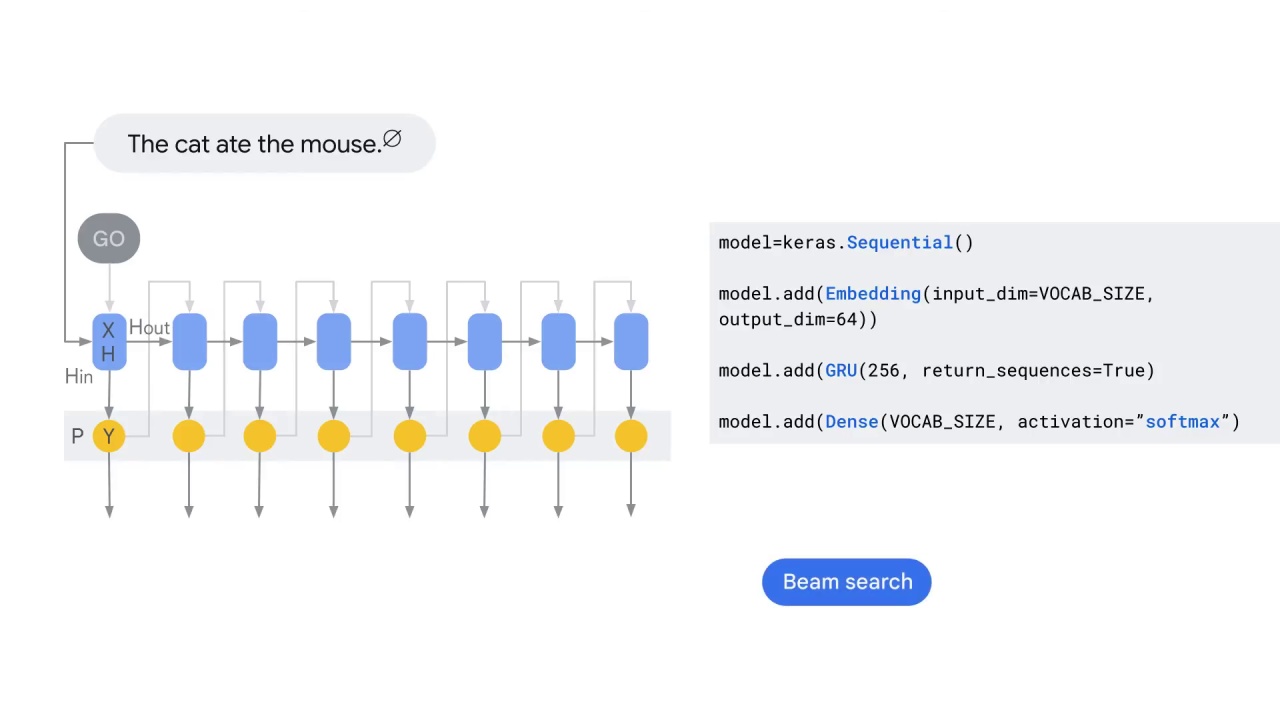 The cat ate the mouse.∅
GO
X
H
Hout
Hin
P
Y
model=keras.Sequential()
model.add(Embedding(input_dim=VOCAB_SIZE,
output_dim=64))
model.add(GRU(256, return_sequences=True)
model.add(Dense(VOCAB_SIZE, activation=”softmax”)
Beam search